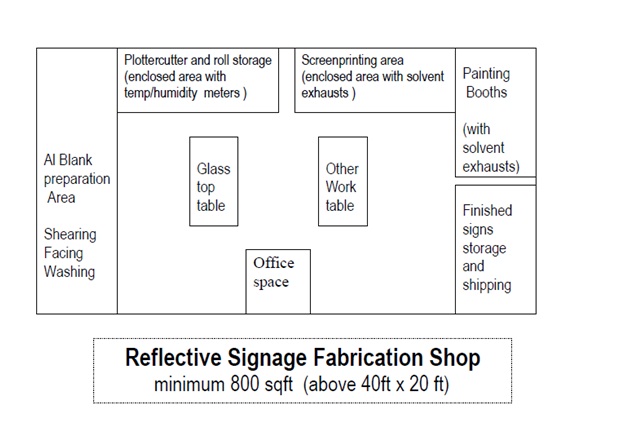 Plottercutter and roll storage
(enclosed area with
temp/humidity meters )
Screenprinting area
(enclosed area with solvent
exhausts )
Painting
Booths
(with
solvent
exhausts)
Al Blank
preparation
Area
Shearing
Facing
Washing
Glass
top
table
Other
Work
table
Finished
signs
storage
and
shipping
Office
space
Reflective Signage Fabrication Shop
minimum 800 sqft (above 40ft x 20 ft)